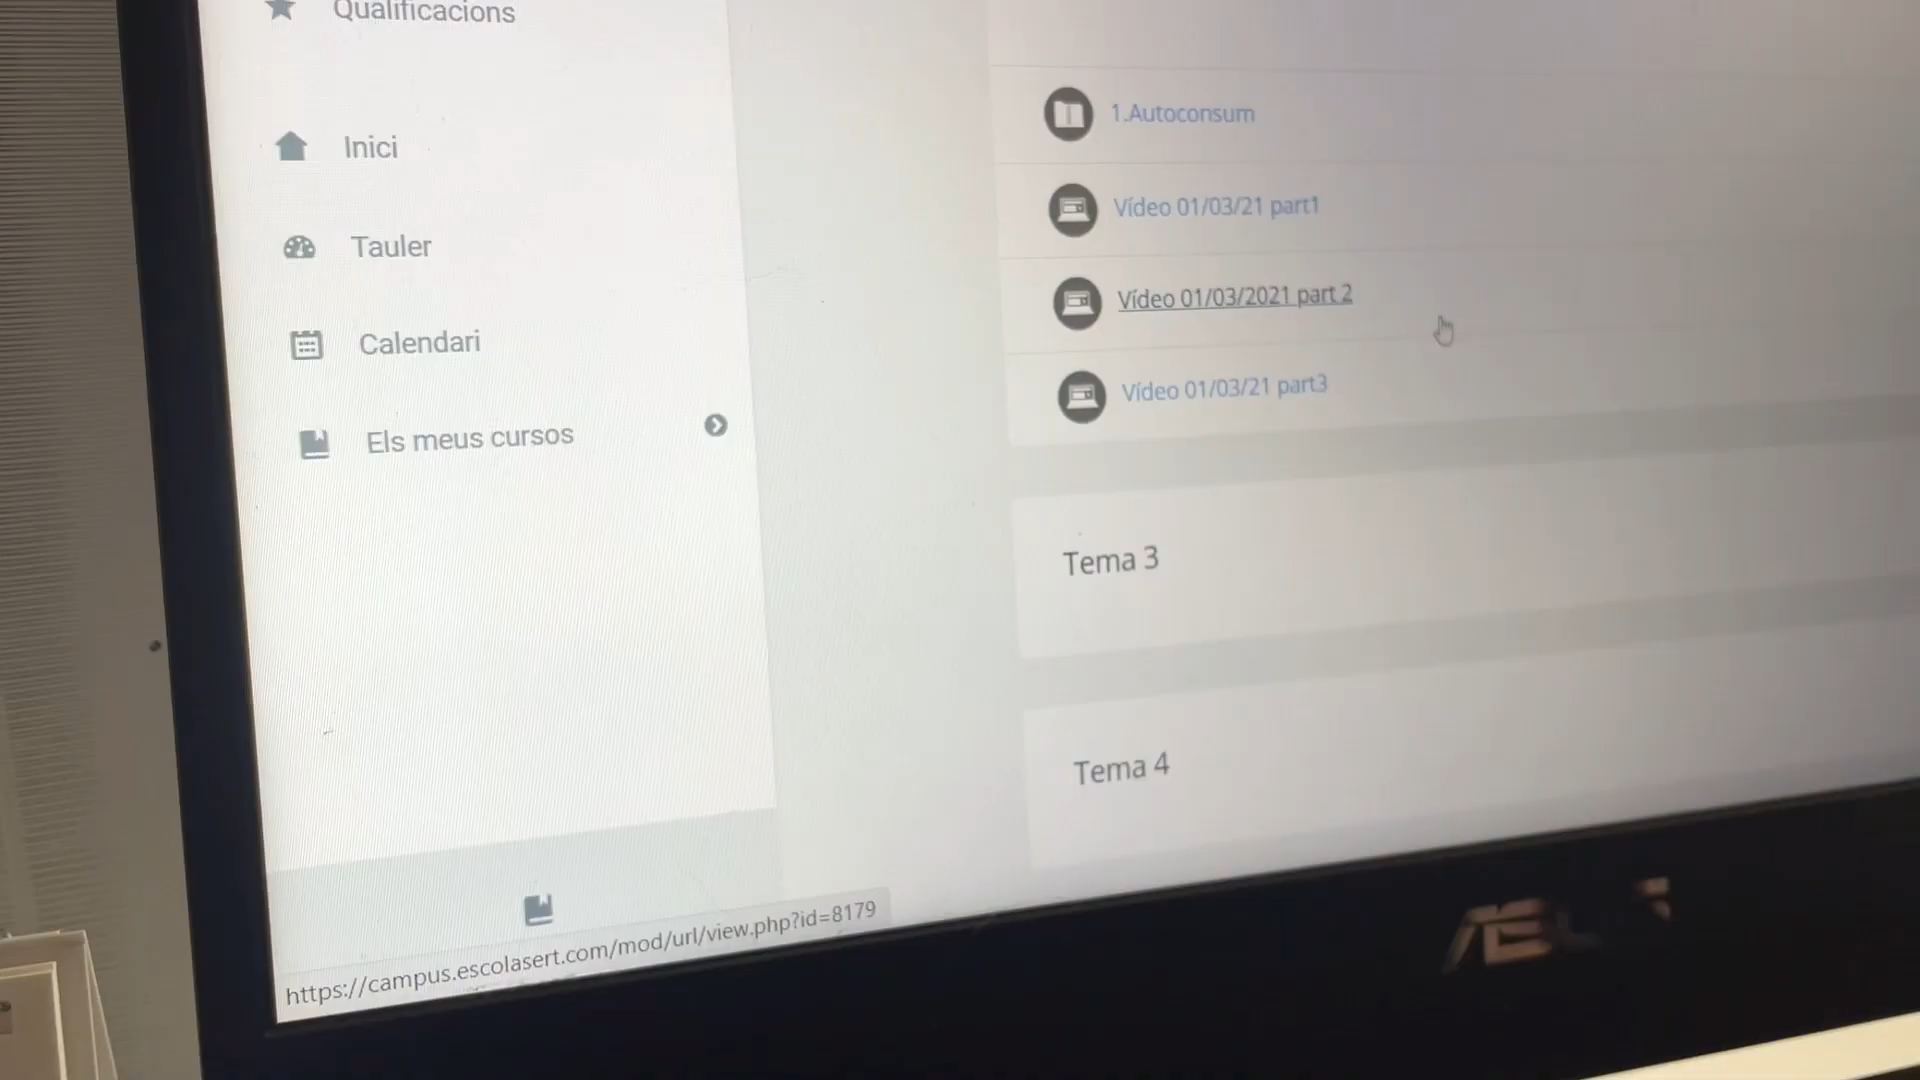 Qualificacions
Inici
Tauler
Calendari
Els meus cursos
1.Autoconsum
Vídeo 01/03/21 part1
Vídeo 01/03/2021 part 2
Vídeo 01/03/21 part3
Tema 3
Tema 4
https://campus.escolasert.com/mod/url/view.php?id=8179